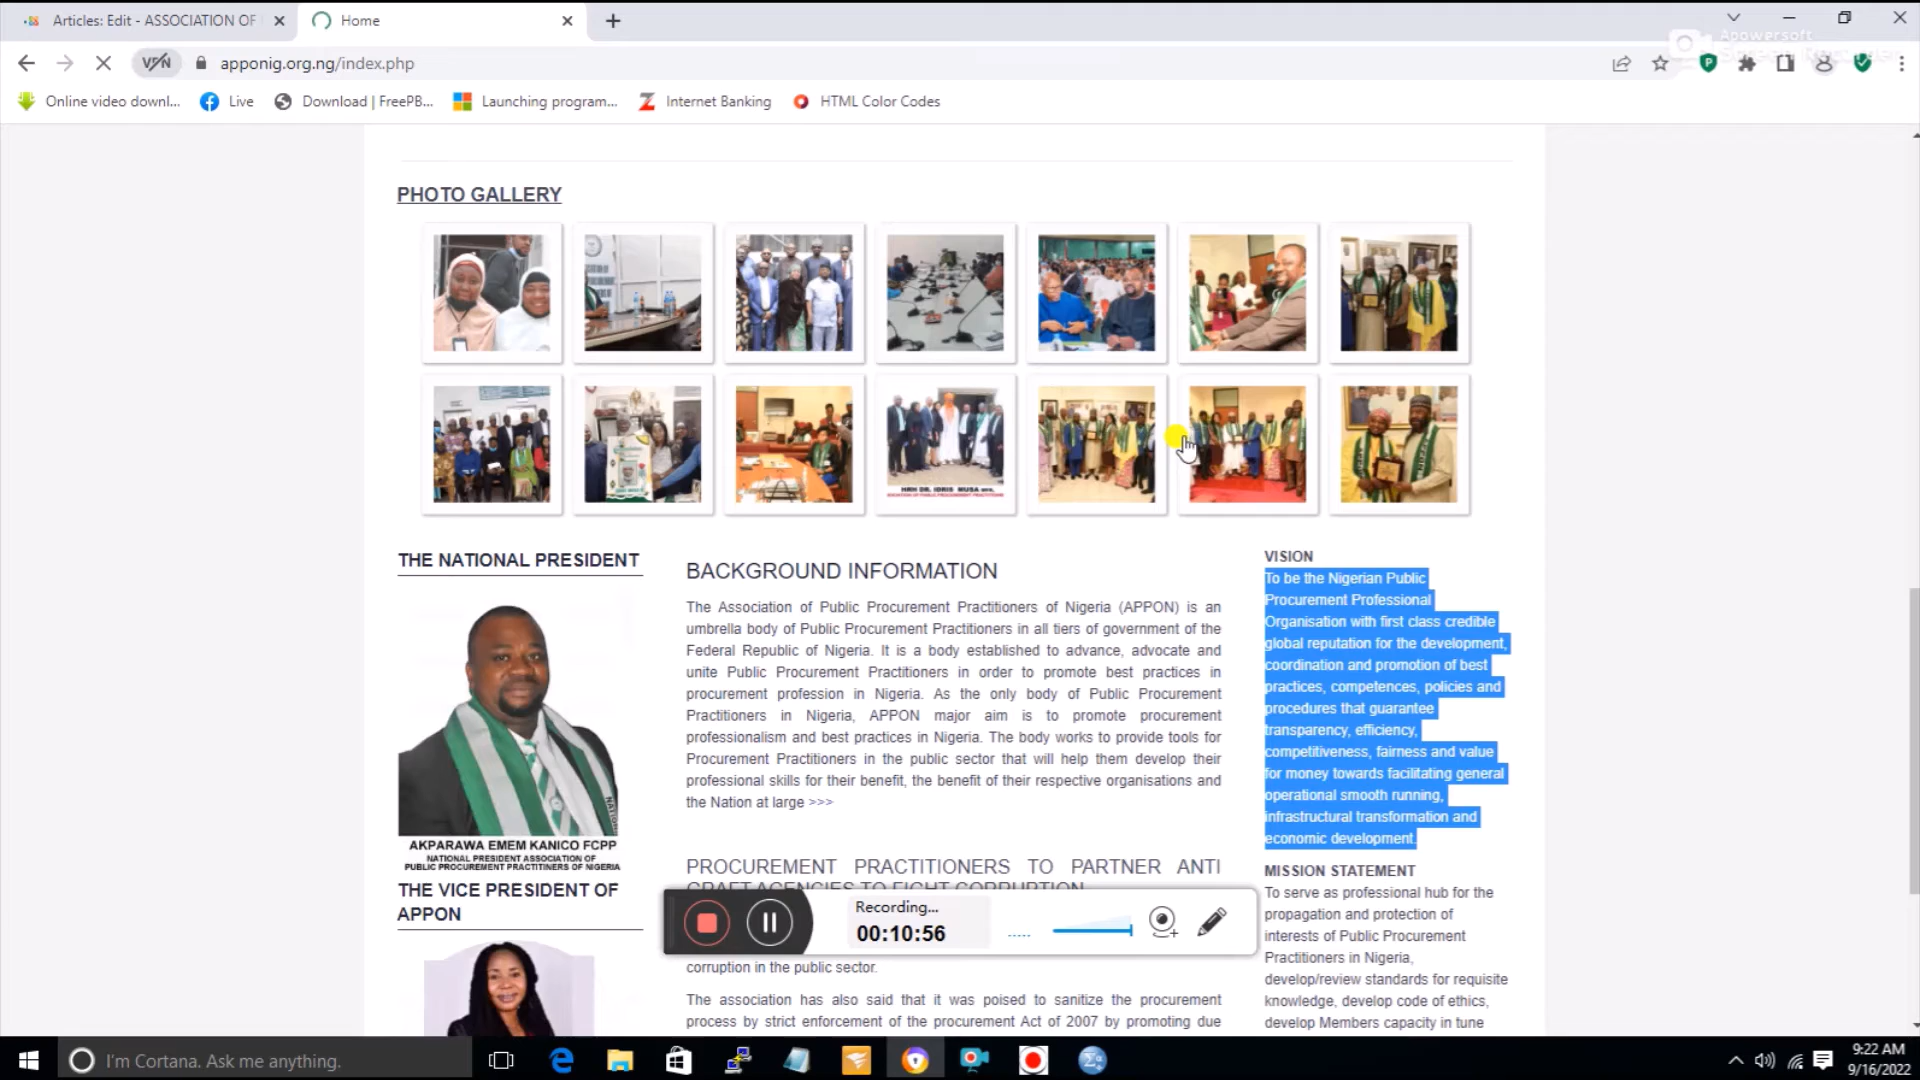 Articles: Edit - ASSOCIATION OF
Home
Apowersoft
Screen Recorder
VPN
apponig.org.ng/index.php
Online video downl...
Live
Download | FreePB...
Launching program...
Internet Banking
HTML Color Codes
PHOTO GALLERY
HRH DR. IDRIS MUSA
THE NATIONAL PRESIDENT
AKPARAWA EMEM KANICO FCPP
NATIONAL PRESIDENT ASSOCIATION OF
PUBLIC PROCUREMENT PRACTITINERS OF NIGERIA
THE VICE PRESIDENT OF
APPON
BACKGROUND INFORMATION
The Association of Public Procurement Practitioners of Nigeria (APPON) is an
umbrella body of Public Procurement Practitioners in all tiers of government of the
Federal Republic of Nigeria. It is a body established to advance, advocate and
unite Public Procurement Practitioners in order to promote best practices in
procurement profession in Nigeria. As the only body of Public Procurement
Practitioners in Nigeria, APPON major aim is to promote procurement
professionalism and best practices in Nigeria. The body works to provide tools for
Procurement Practitioners in the public sector that will help them develop their
professional skills for their benefit, the benefit of their respective organisations and
the Nation at large >>>
PROCUREMENT PRACTITIONERS TO PARTNER ANTI
GRAFT AGENCIES TO FIGHT CORRUPTION
corruption in the public sector.
The association has also said that it was poised to sanitize the procurement
process by strict enforcement of the procurement Act of 2007 by promoting due
VISION
To be the Nigerian Public
Procurement Professional
Organisation with first class credible
global reputation for the development,
coordination and promotion of best
practices, competences, policies and
procedures that guarantee
transparency, efficiency,
competitiveness, fairness and value
for money towards facilitating general
operational smooth running,
infrastructural transformation and
economic development.
MISSION STATEMENT
To serve as professional hub for the
propagation and protection of
interests of Public Procurement
Practitioners in Nigeria,
develop/review standards for requisite
knowledge, develop code of ethics,
develop Members capacity in tune
Recording...
00:10:56
I'm Cortana. Ask me anything.
9:22 AM
9/16/2022